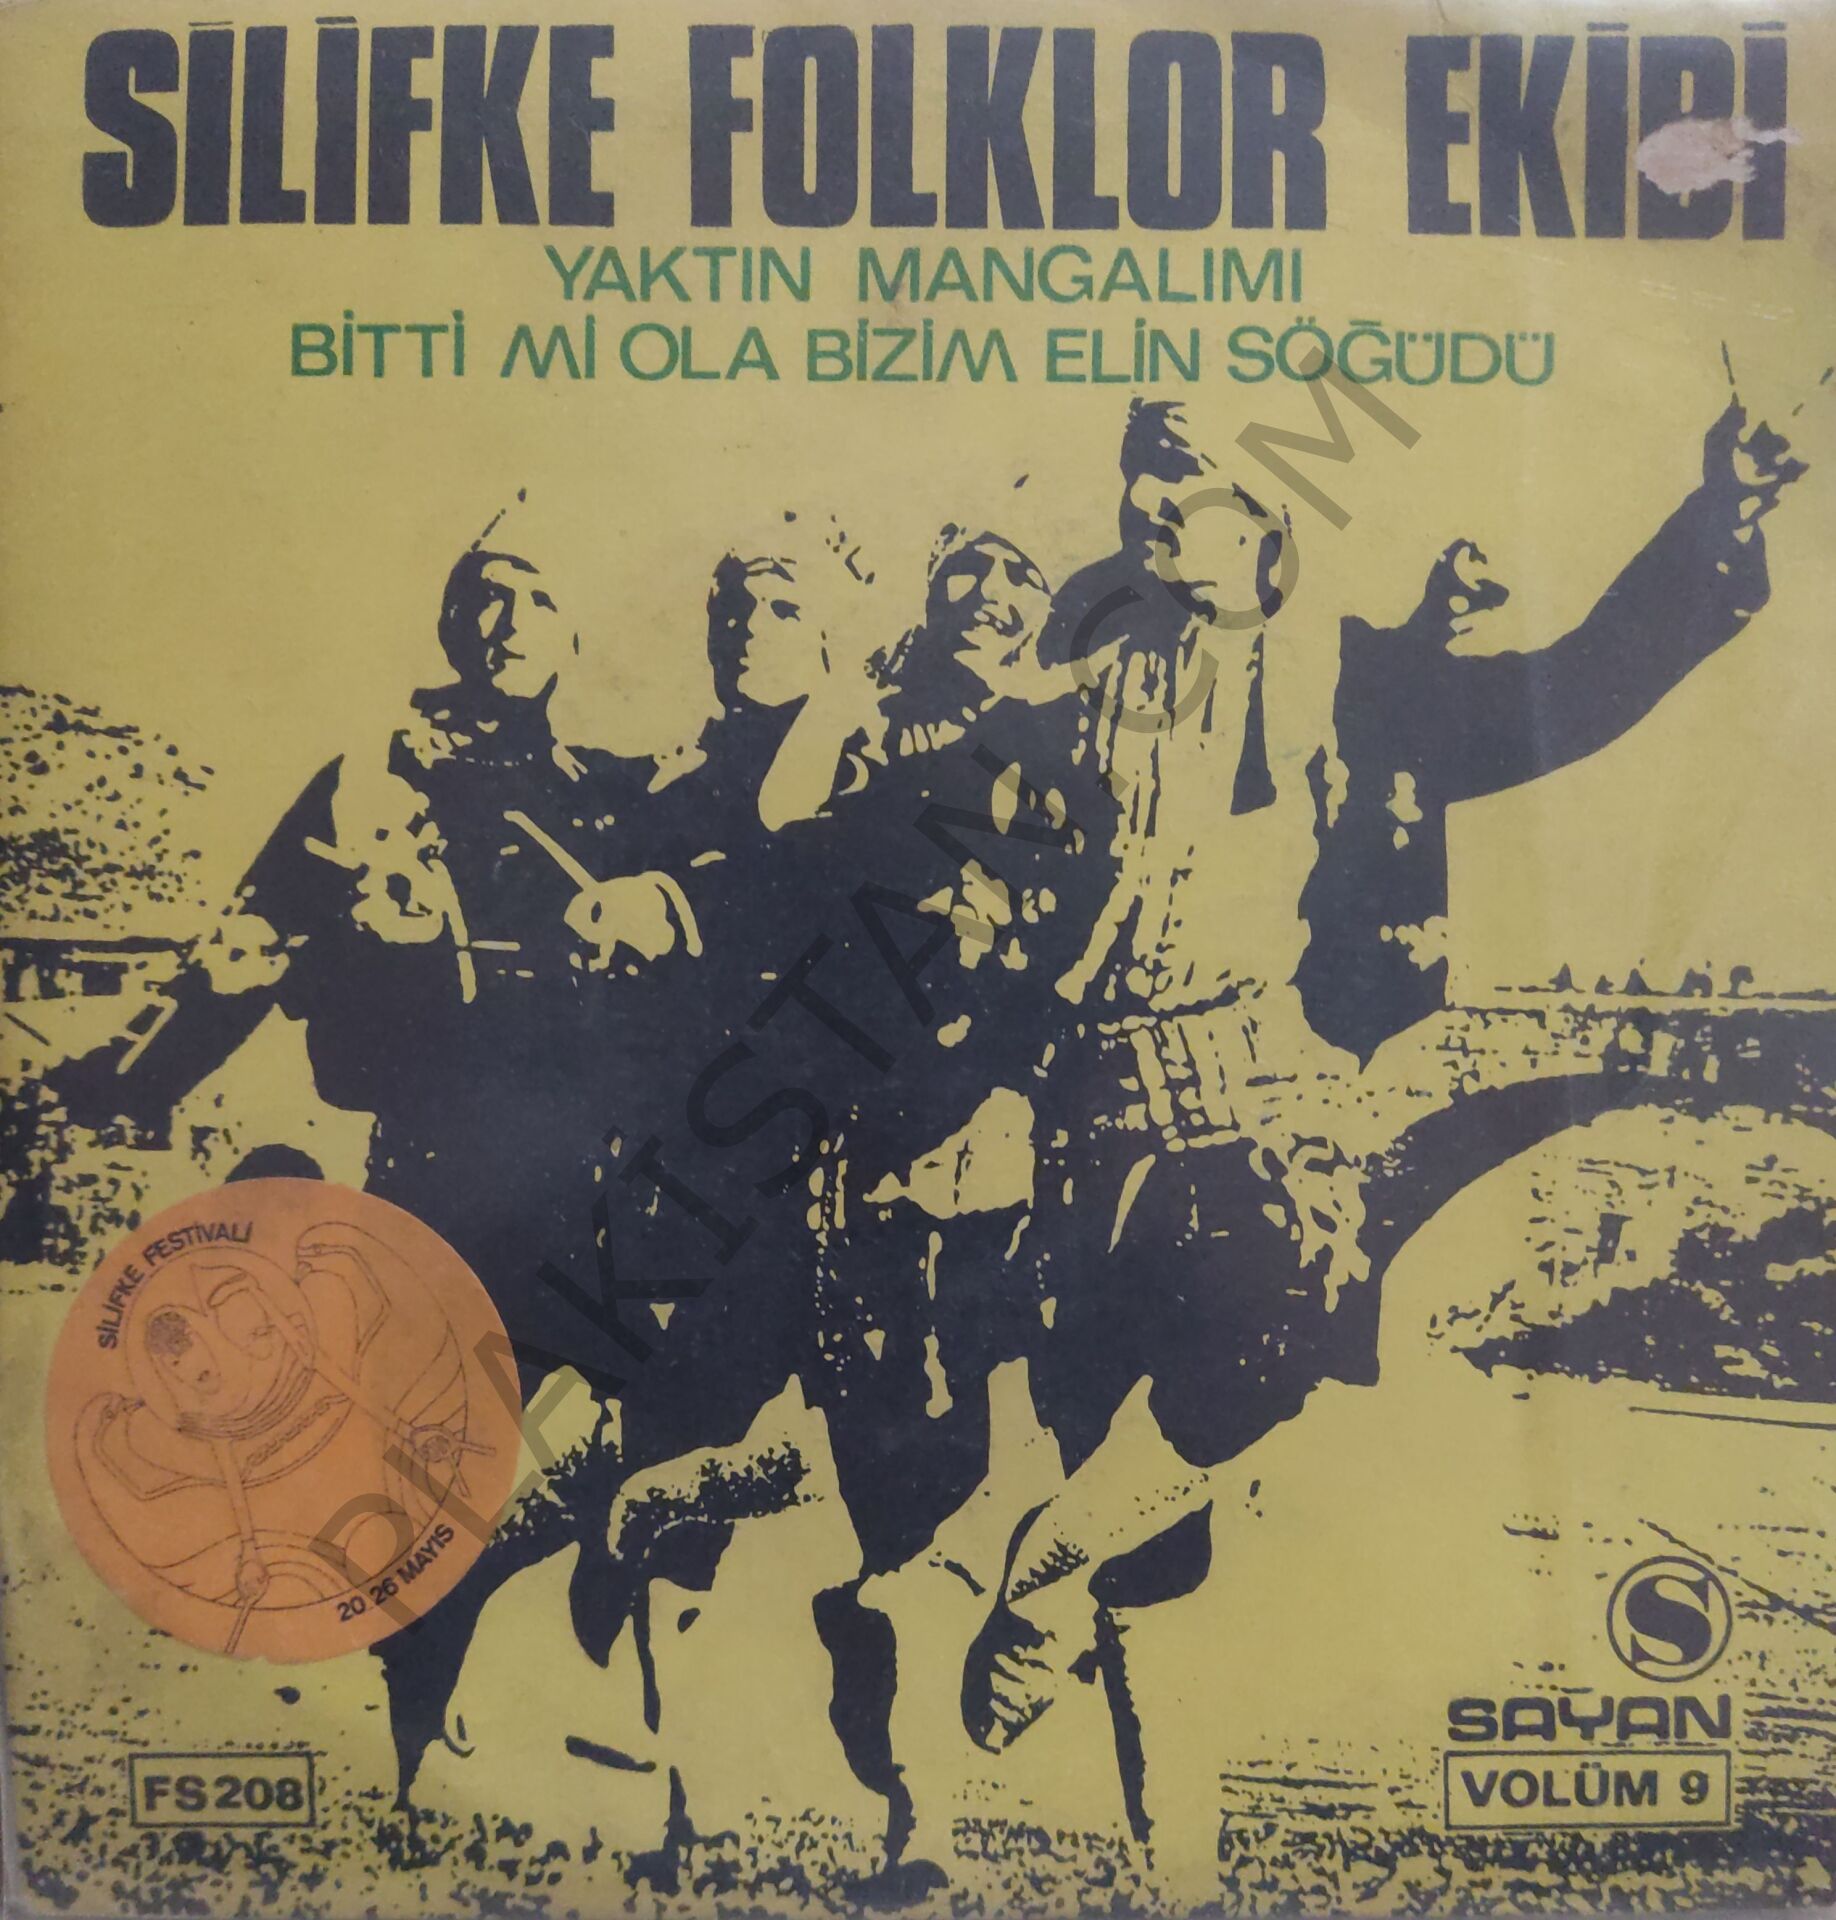 SİLİFKE FOLKLOR EKİBİ
YAKTIN MANGALIMI
BİTTİ Mİ OLA BİZİM ELİN SÖĞÜDÜ
PLAKİSTAN.COM
SİLİFKE FESTİVALİ
20 26 MAYIS
S
SAYAN
FS 208
VOLÜM 9